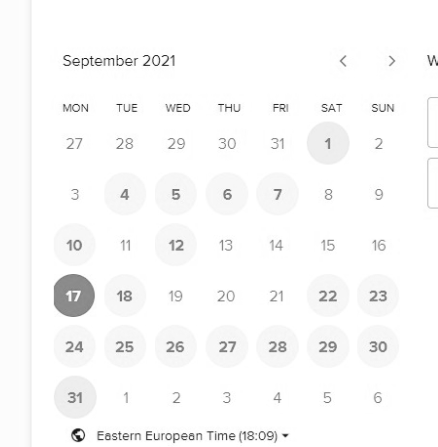 September 2021
W
MON TUE WED THU FRI SAT SUN
27 28 29 30 31 1 2
3 4 5 6 7 8 9
10 11 12 13 14 15 16
17 18 19 20 21 22 23
24 25 26 27 28 29 30
31 1 2 3 4 5 6
Eastern European Time (18:09)